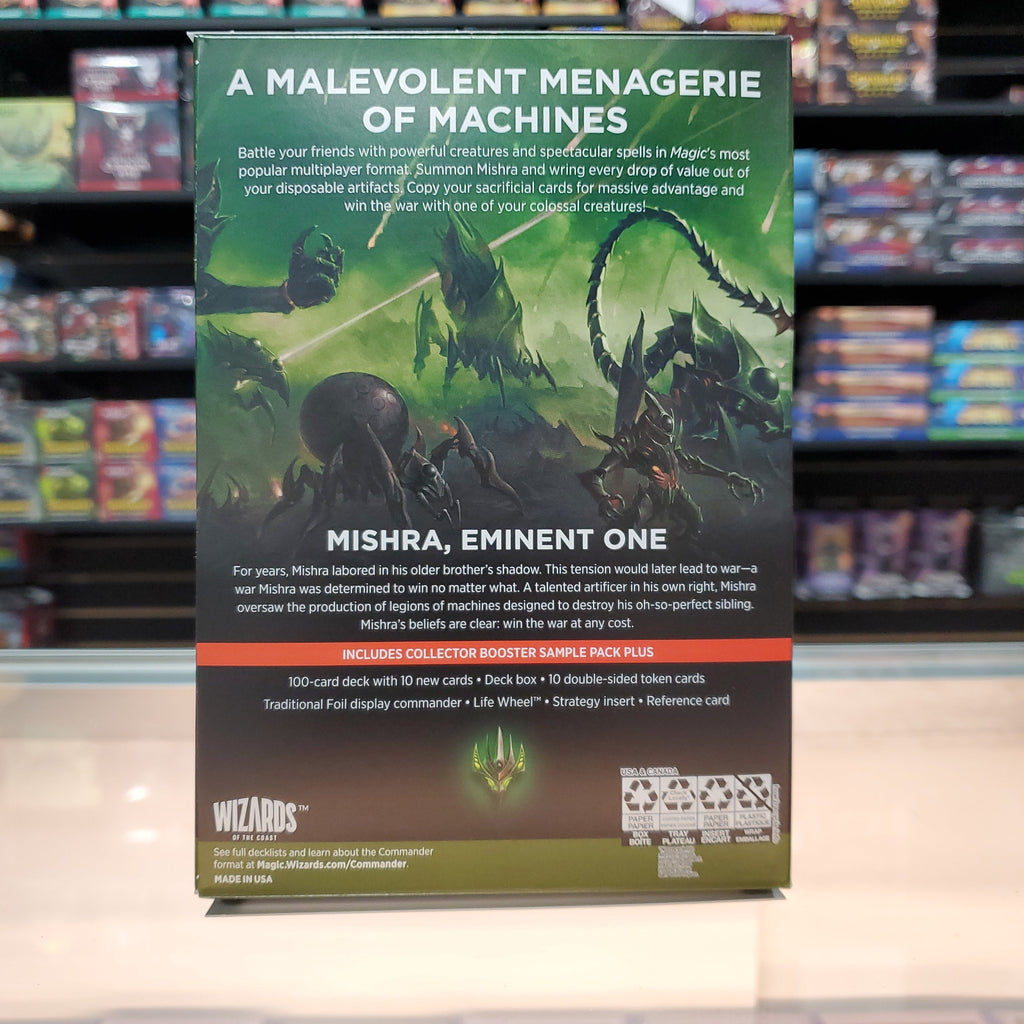 A MALEVOLENT MENAGERIE
OF MACHINES
Battle your friends with powerful creatures and spectacular spells in Magic's most
popular multiplayer format. Summon Mishra and wring every drop of value out of
your disposable artifacts. Copy your sacrificial cards for massive advantage and
win the war with one of your colossal creatures!
MISHRA, EMINENT ONE
For years, Mishra labored in his older brother's shadow. This tension would later lead to war—a
war Mishra was determined to win no matter what. A talented artificer in his own right, Mishra
oversaw the production of legions of machines designed to destroy his oh-so-perfect sibling.
Mishra's beliefs are clear: win the war at any cost.
INCLUDES COLLECTOR BOOSTER SAMPLE PACK PLUS
100-card deck with 10 new cards • Deck box • 10 double-sided token cards
Traditional Foil display commander • Life Wheel™ • Strategy insert • Reference card
USA & CANADA
PAPER PAPER PLASTIC
PAPIER PAPIER PLASTIQUE
BOX TRAY INSERT WRAP
BOÎTE PLATEAU ENCART EMBALLAGE
WIZARDS™
OF THE COAST
See full decklists and learn about the Commander
format at Magic.Wizards.com/Commander.
MADE IN USA